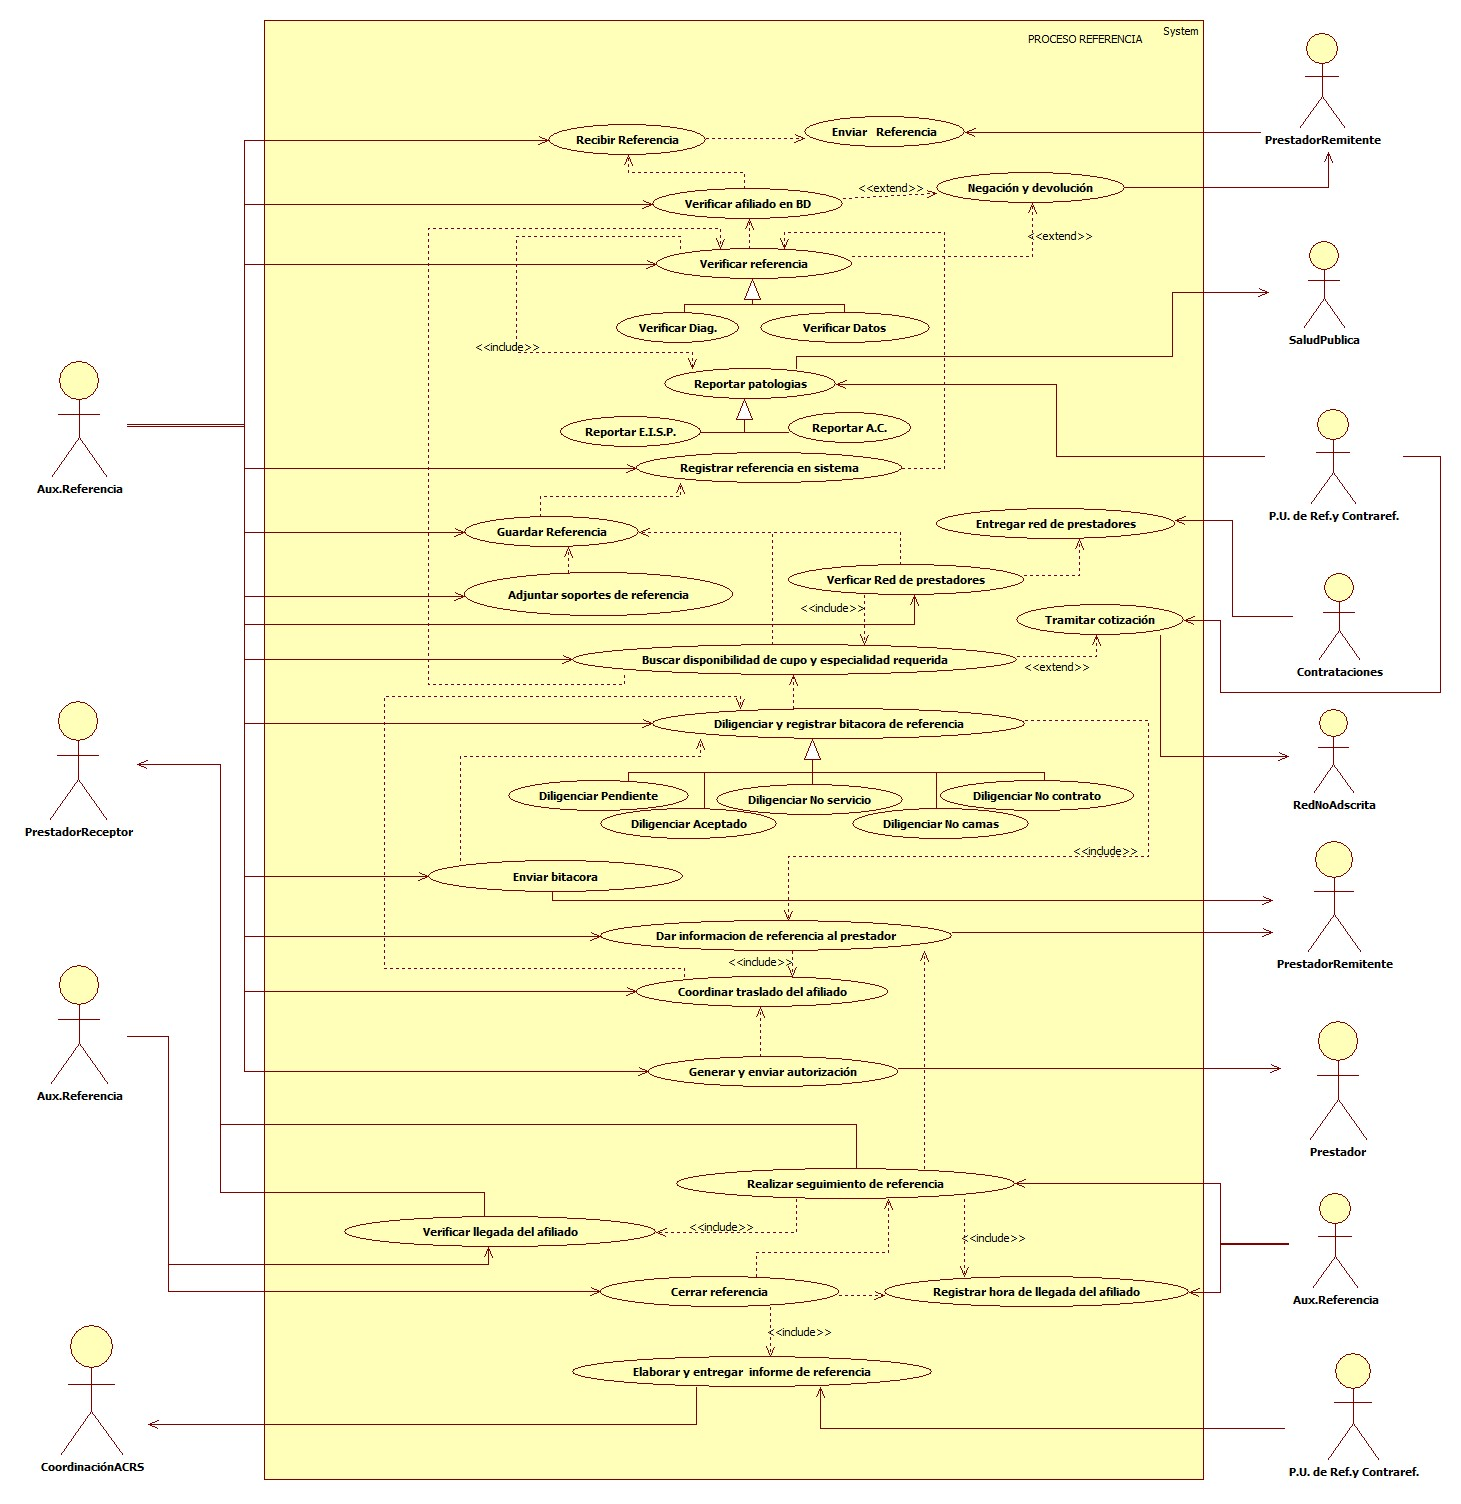 System
PROCESO REFERENCIA
Recibir Referencia
Enviar Referencia
PrestadorRemitente
Verificar afiliado en BD
<<extend>>
Negación y devolución
<<extend>>
Verificar referencia
Verificar Diag.
Verificar Datos
SaludPublica
<<include>>
Reportar patologias
Reportar E.I.S.P.
Reportar A.C.
Registrar referencia en sistema
Aux.Referencia
P.U. de Ref.y Contraref.
Guardar Referencia
Entregar red de prestadores
Verficar Red de prestadores
Adjuntar soportes de referencia
<<include>>
Tramitar cotización
Buscar disponibilidad de cupo y especialidad requerida
<<extend>>
Contrataciones
Diligenciar y registrar bitacora de referencia
Diligenciar Pendiente
Diligenciar No servicio
Diligenciar No contrato
Diligenciar Aceptado
Diligenciar No camas
RedNoAdscrita
PrestadorReceptor
<<include>>
Enviar bitacora
Dar informacion de referencia al prestador
<<include>>
PrestadorRemitente
Coordinar traslado del afiliado
Generar y enviar autorización
Aux.Referencia
Prestador
Realizar seguimiento de referencia
<<include>>
Verificar llegada del afiliado
<<include>>
Cerrar referencia
Registrar hora de llegada del afiliado
Aux.Referencia
<<include>>
Elaborar y entregar informe de referencia
CoordinaciónACRS
P.U. de Ref.y Contraref.